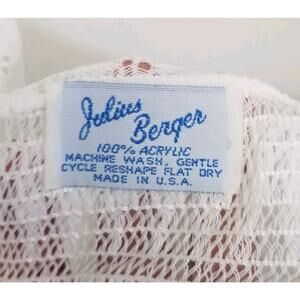 Julius
Berger
100% ACRYLIC
MACHINE WASH, GENTLE
CYCLE RESHAPE FLAT DRY
MADE IN U.S.A.